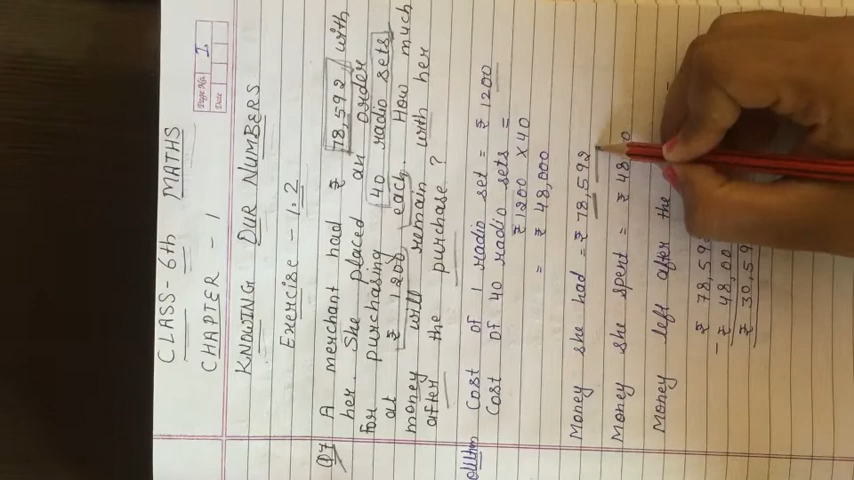 Page No. I
Date
CLASS- 6th MATHS
CHAPTER - 1
KNOWING OUR NUMBERS
Exercise - 1.2
Q7 A merchant had ₹ 78,592 with
her. She placed an order
For purchasing 40 radio sets
at ₹ 1200 each. How much
money will remain with her
after the purchase ?
Cost of 1 radio set = ₹ 1200
Cost of 40 radio sets =
₹ 1200 X 40
= ₹ 48,000
Money she had = ₹ 78,592
Money she spent = ₹ 48
Money left after the
₹ 78,59
- ₹ 48,00
₹ 30,59